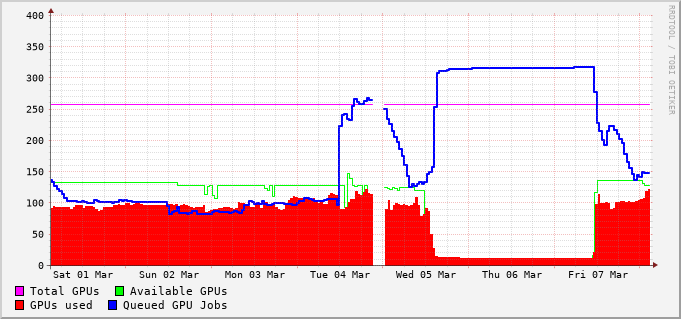 RRDTOOL / TOBI OETIKER
400
350
300
250
200
150
100
50
0
Sat 01 Mar Sun 02 Mar Mon 03 Mar Tue 04 Mar Wed 05 Mar Thu 06 Mar Fri 07 Mar
Total GPUs Available GPUs
GPUs used Queued GPU Jobs